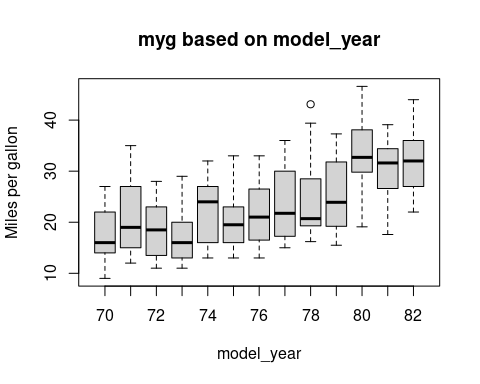 myg based on model_year
Miles per gallon
40
30
20
10
70 72 74 76 78 80 82
model_year